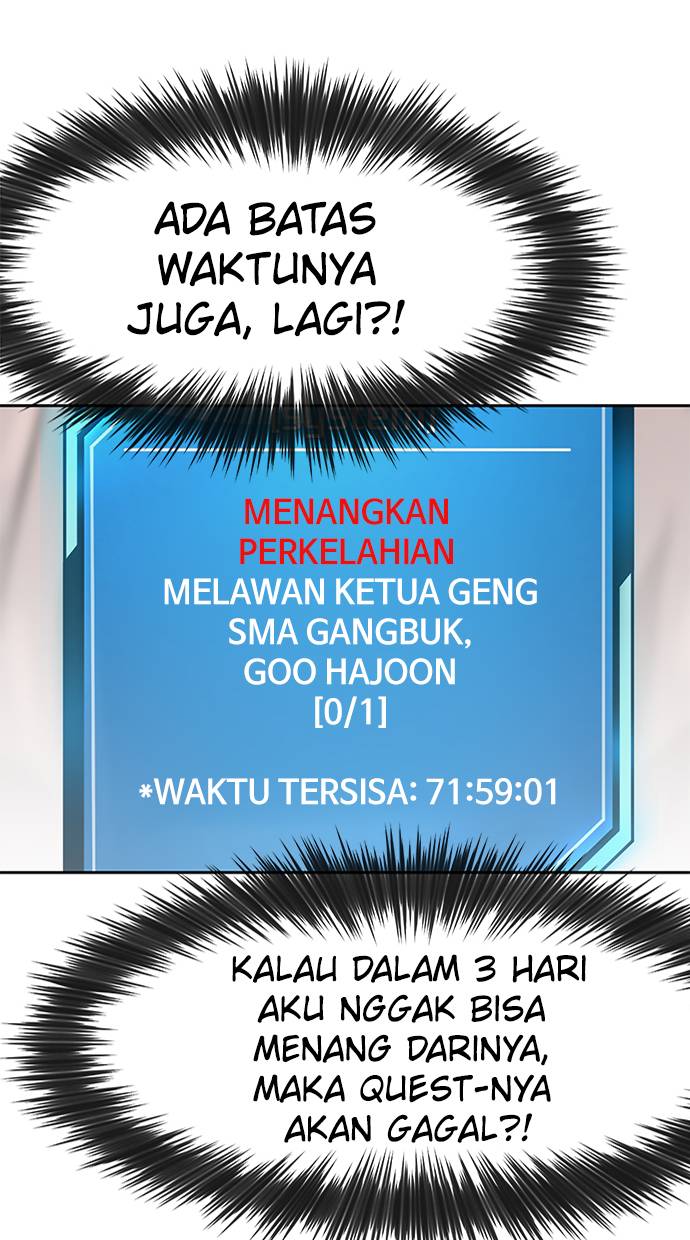 ADA BATAS
WAKTUNYA
JUGA, LAGI?!
[system]
MENANGKAN
PERKELAHIAN
MELAWAN KETUA GENG
SMA GANGBUK,
GOO HAJOON
[0/1]
*WAKTU TERSISA: 71:59:01
KALAU DALAM 3 HARI
AKU NGGAK BISA
MENANG DARINYA,
MAKA QUEST-NYA
AKAN GAGAL?!